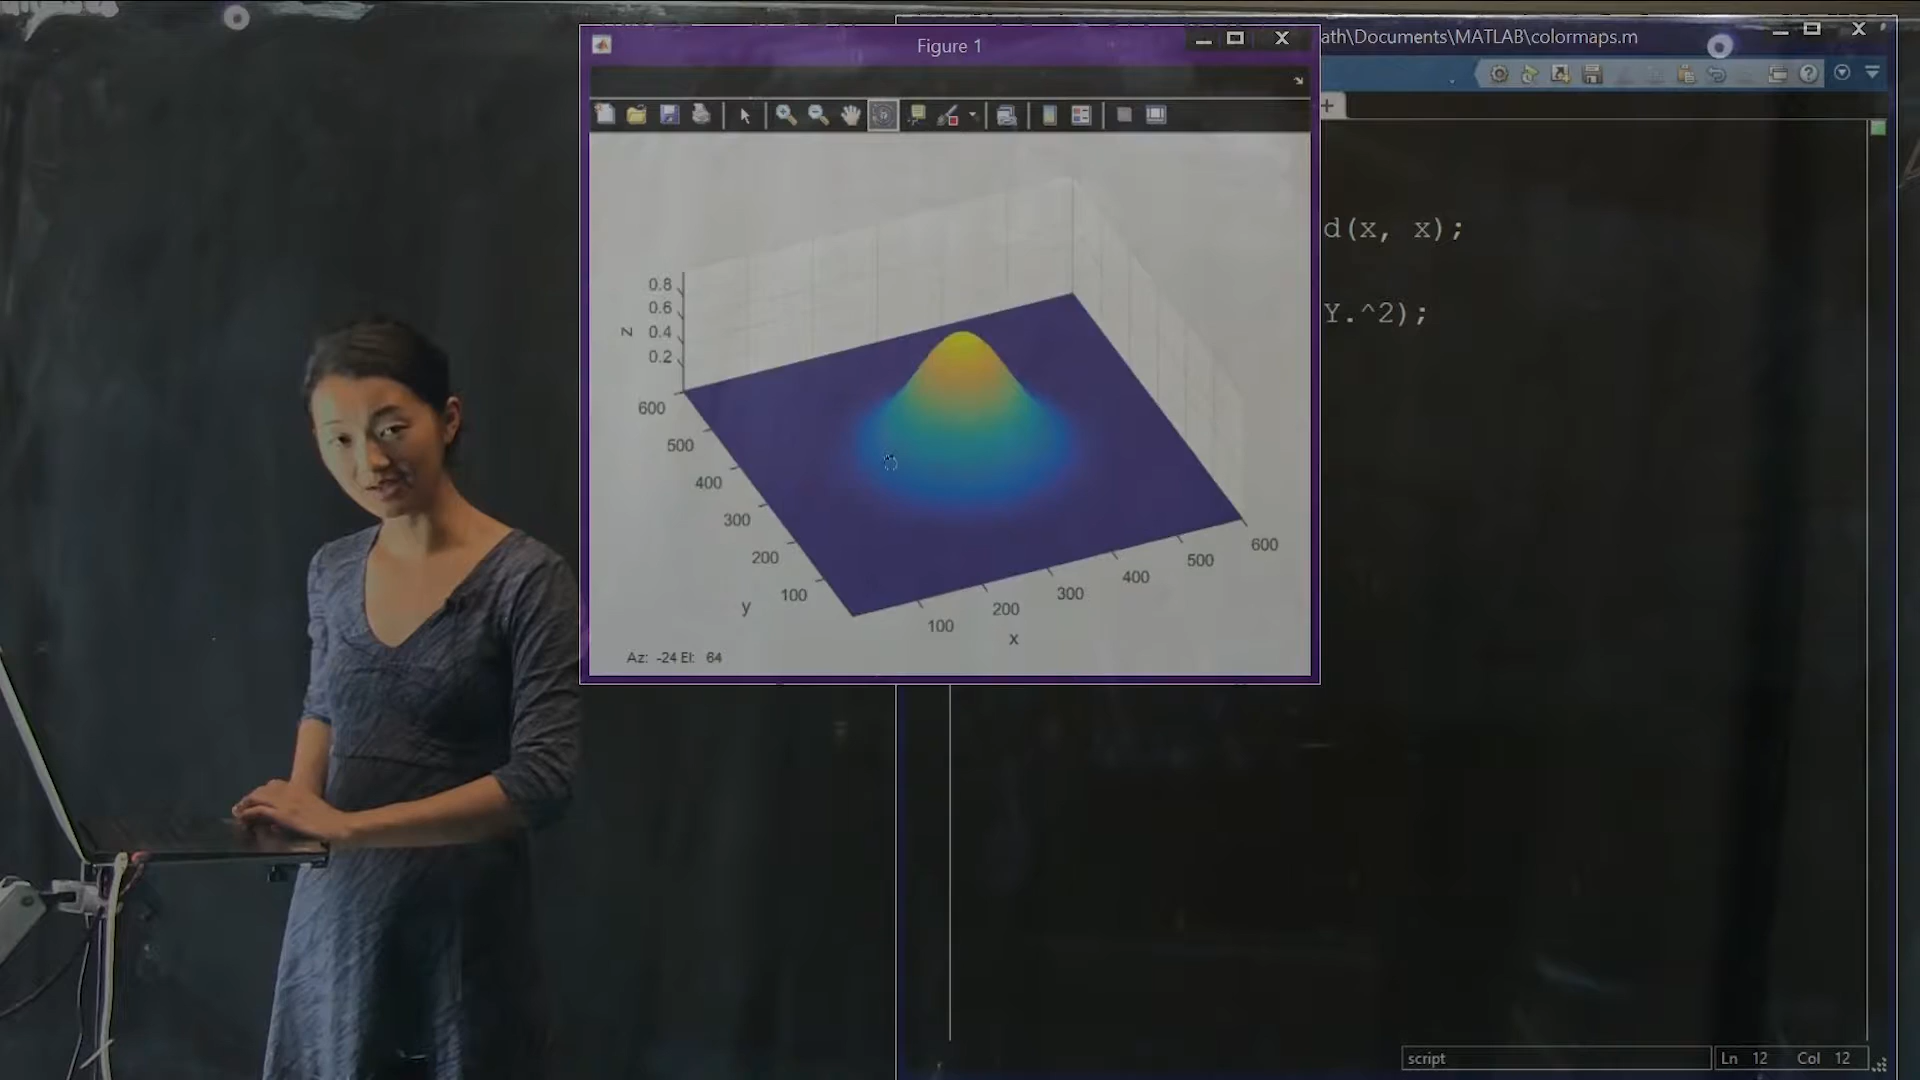 Figure 1
ath\Documents\MATLAB\colormaps.m
+
d(x, x);
Y.^2);
0.8
0.6
z
0.4
0.2
600
500
400
300
200
100
y
100
200
300
400
500
600
x
Az: -24 El: 64
script
Ln 12 Col 12